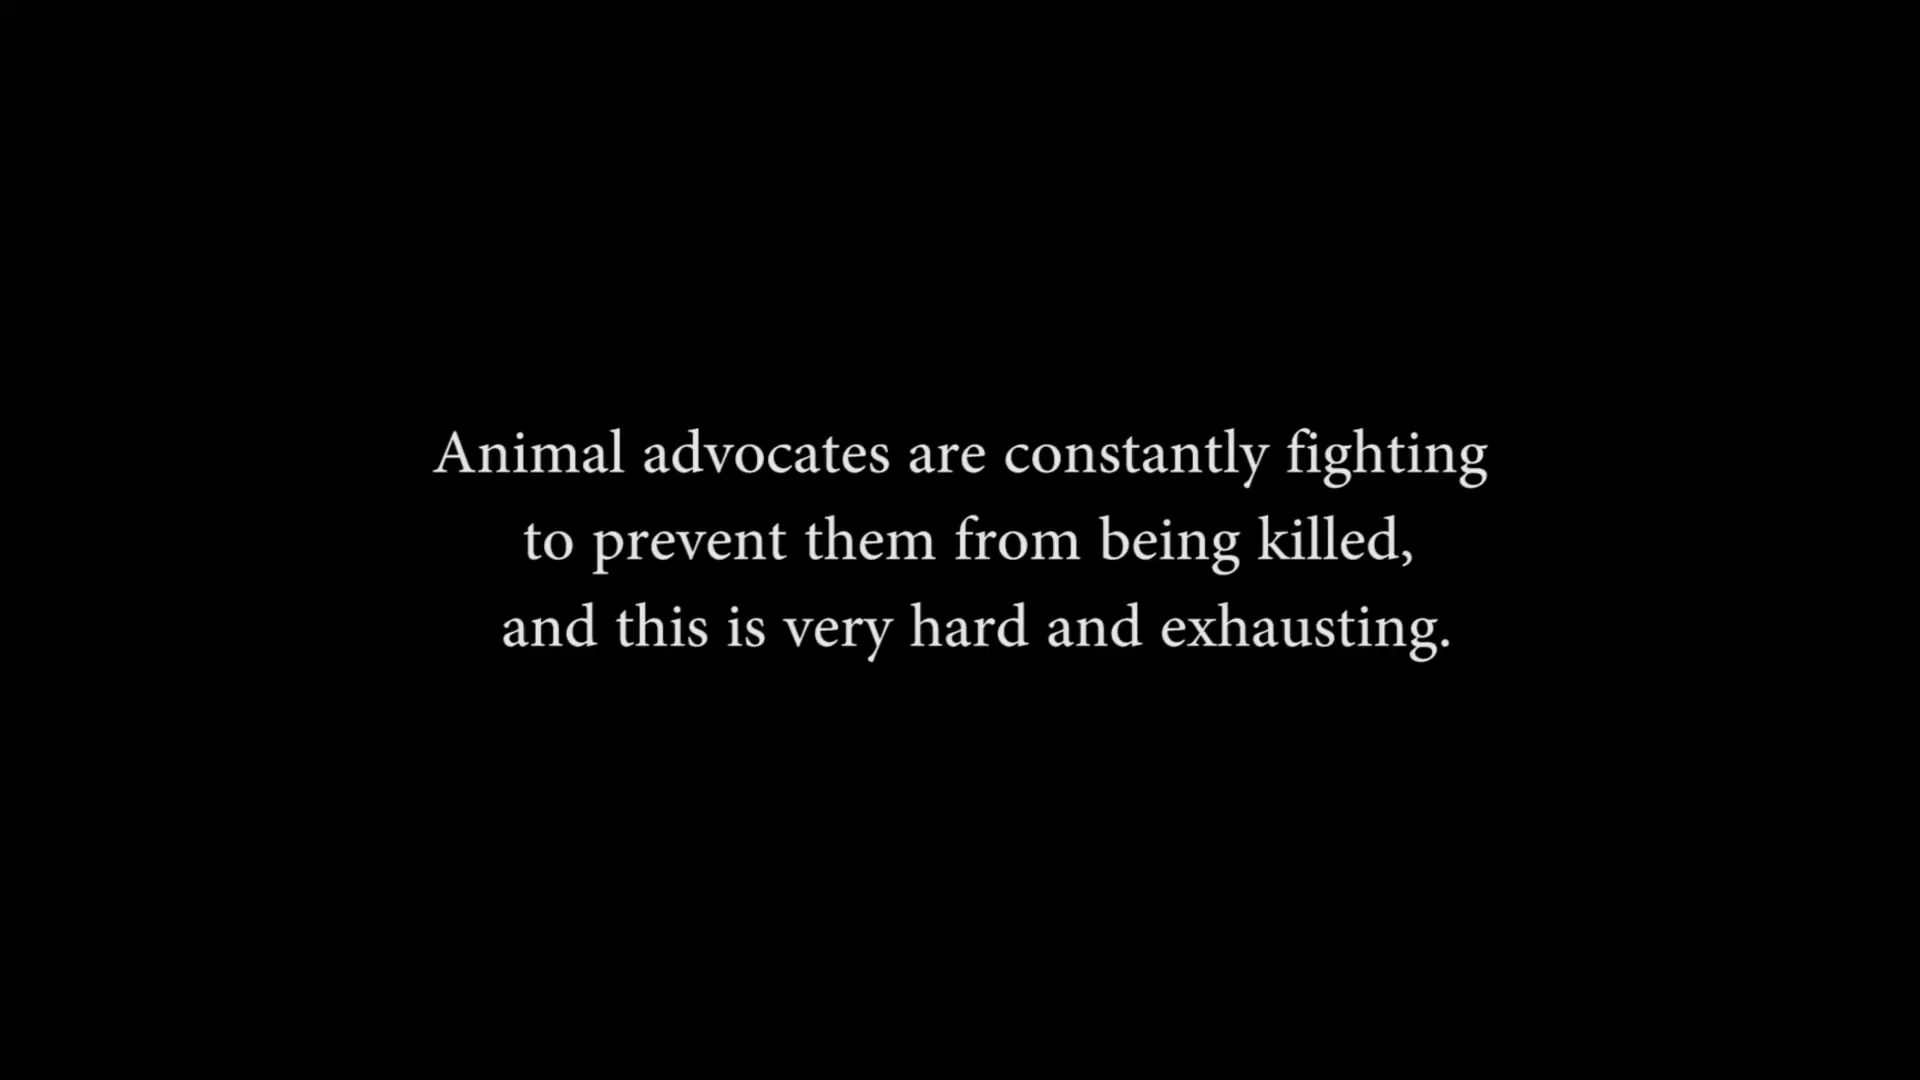 Animal advocates are constantly fighting
to prevent them from being killed,
and this is very hard and exhausting.